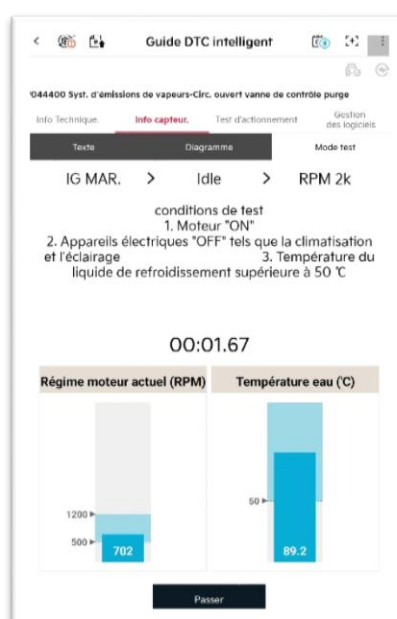 Guide DTC intelligent
'044400 Syst. d'émissions de vapeurs-Circ. ouvert vanne de contrôle purge
Info Technique. Info capteur. Test d'actionnement Gestion des logiciels
Texte Diagramme Mode test
IG MAR. > Idle > RPM 2k
conditions de test
1. Moteur "ON"
2. Appareils électriques "OFF" tels que la climatisation
et l'éclairage 3. Température du
liquide de refroidissement supérieure à 50 ℃
00:01.67
Régime moteur actuel (RPM) Température eau (℃)
1200
500
702
50
89.2
Passer